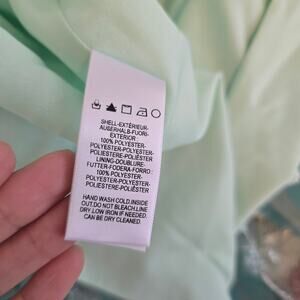 SHELL-EXTÉRIEUR-
AUßERHALB-FUORI-
EXTERIOR :
100% POLYESTER-
POLYESTER-POLYESTER-
POLIESTERE-POLIÉSTER
LINING-DOUBLURE-
FUTTER-FODERA-FORRO :
100% POLYESTER-
POLYESTER-POLYESTER-
POLIESTERE-POLIÉSTER
HAND WASH COLD.INSIDE
OUT.DO NOT BLEACH.LINE
DRY LOW IRON IF NEEDED.
CAN BE DRY CLEANED.